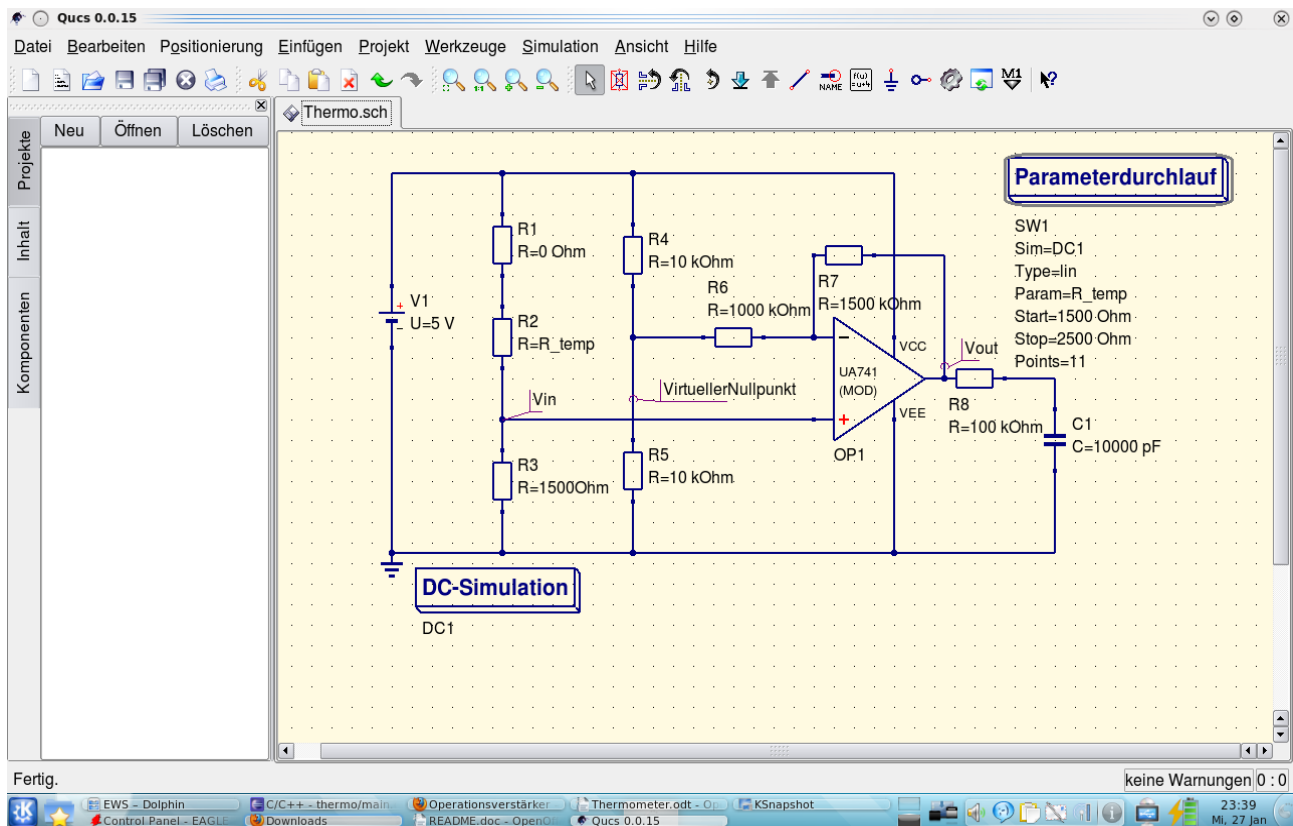 Qucs 0.0.15
Datei Bearbeiten Positionierung Einfügen Projekt Werkzeuge Simulation Ansicht Hilfe
NAME
Thermo.sch
Neu Öffnen Löschen
Projekte
Inhalt
Komponenten
Parameterdurchlauf
SW1
Sim=DC1
Type=lin
Param=R_temp
Start=1500 Ohm
Stop=2500 Ohm
Points=11
R1
R=0 Ohm
R4
R=10 kOhm
R6
R=1000 kOhm
R7
R=1500 kOhm
V1
U=5 V
R2
R=R_temp
VCC
UA741
(MOD)
VEE
OP1
Vout
Vin
VirtuellerNullpunkt
R8
R=100 kOhm
C1
C=10000 pF
R3
R=1500Ohm
R5
R=10 kOhm
DC-Simulation
DC1
Fertig.
keine Warnungen 0 : 0
EWS - Dolphin
C/C++ - thermo/main
Operationsverstärker
Thermometer.odt - Op
KSnapshot
Control Panel - EAGLE
Downloads
README.doc - OpenO
Qucs 0.0.15
23:39
Mi, 27 Jan